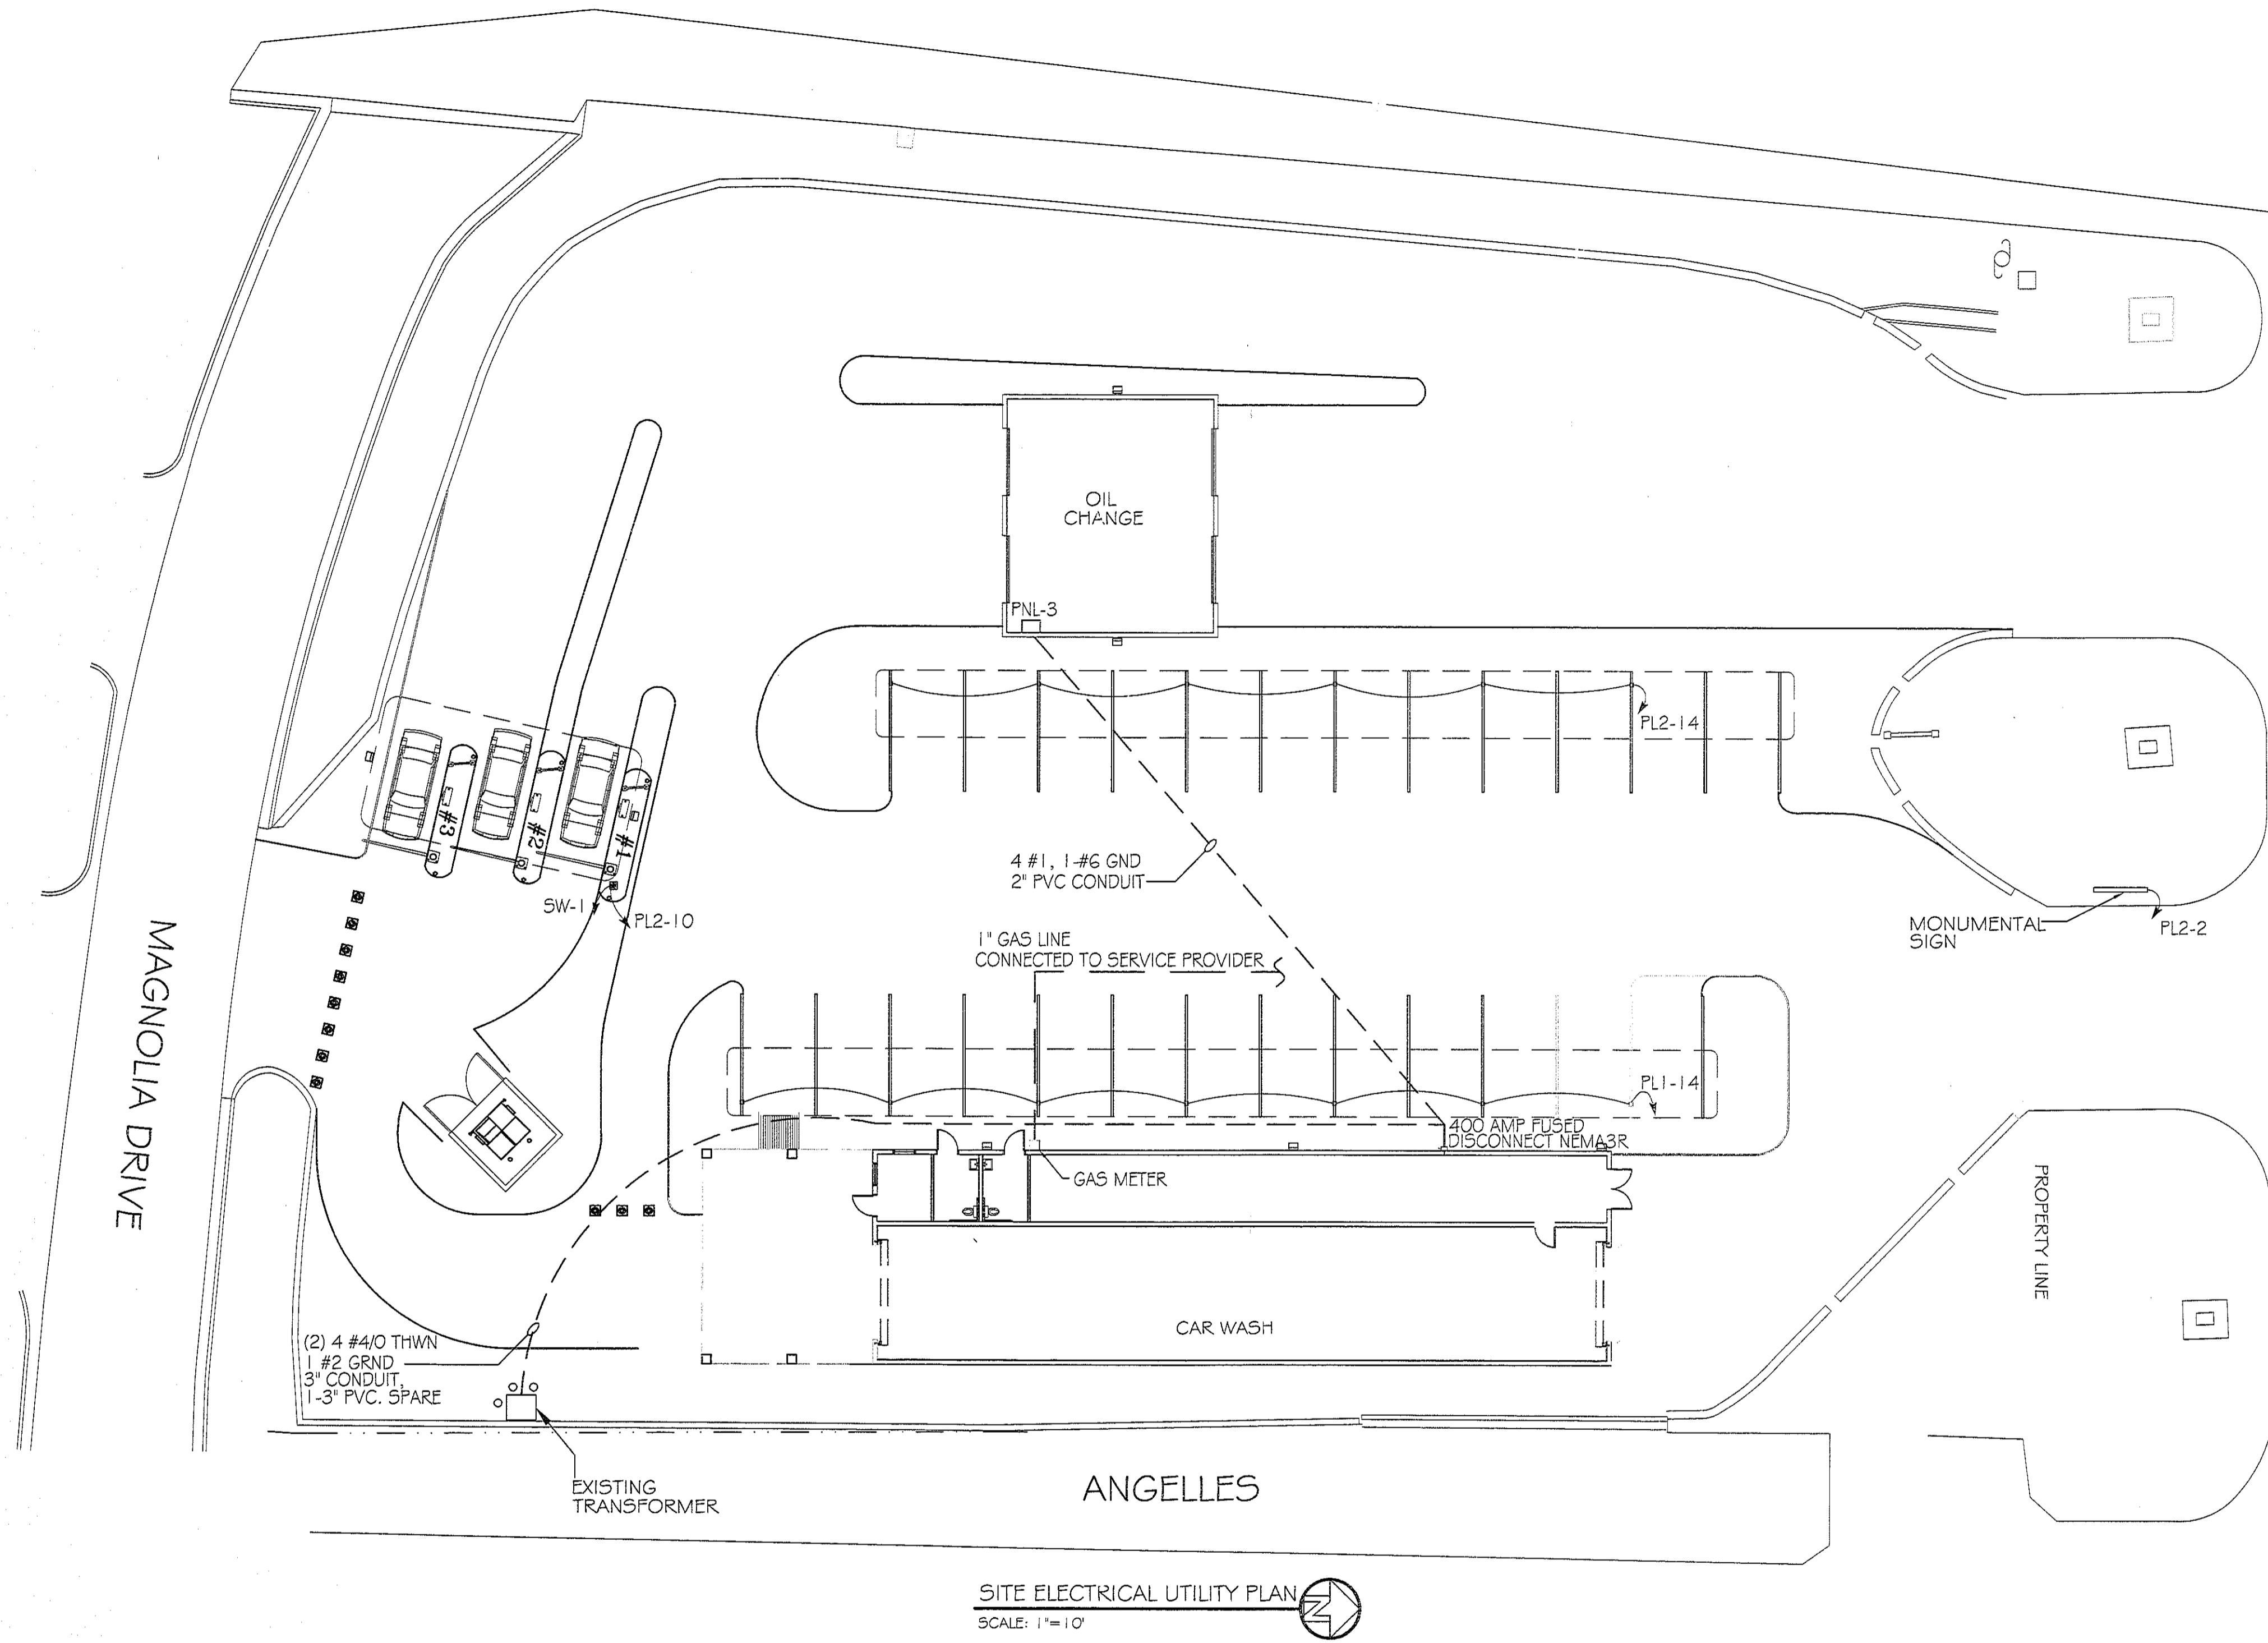 OIL
CHANGE
PNL-3
PL2-14
#3
#2
#1
4 #1, 1-#6 GND
2" PVC CONDUIT
SW-1
PL2-10
MONUMENTAL
SIGN
PL2-2
1" GAS LINE
CONNECTED TO SERVICE PROVIDER
MAGNOLIA DRIVE
PL1-14
400 AMP FUSED
DISCONNECT NEMA3R
GAS METER
PROPERTY LINE
CAR WASH
(2) 4 #4/0 THWN
1 #2 GRND
3" CONDUIT,
1-3" PVC. SPARE
EXISTING
TRANSFORMER
ANGELLES
SITE ELECTRICAL UTILITY PLAN
N
SCALE: 1"=10'